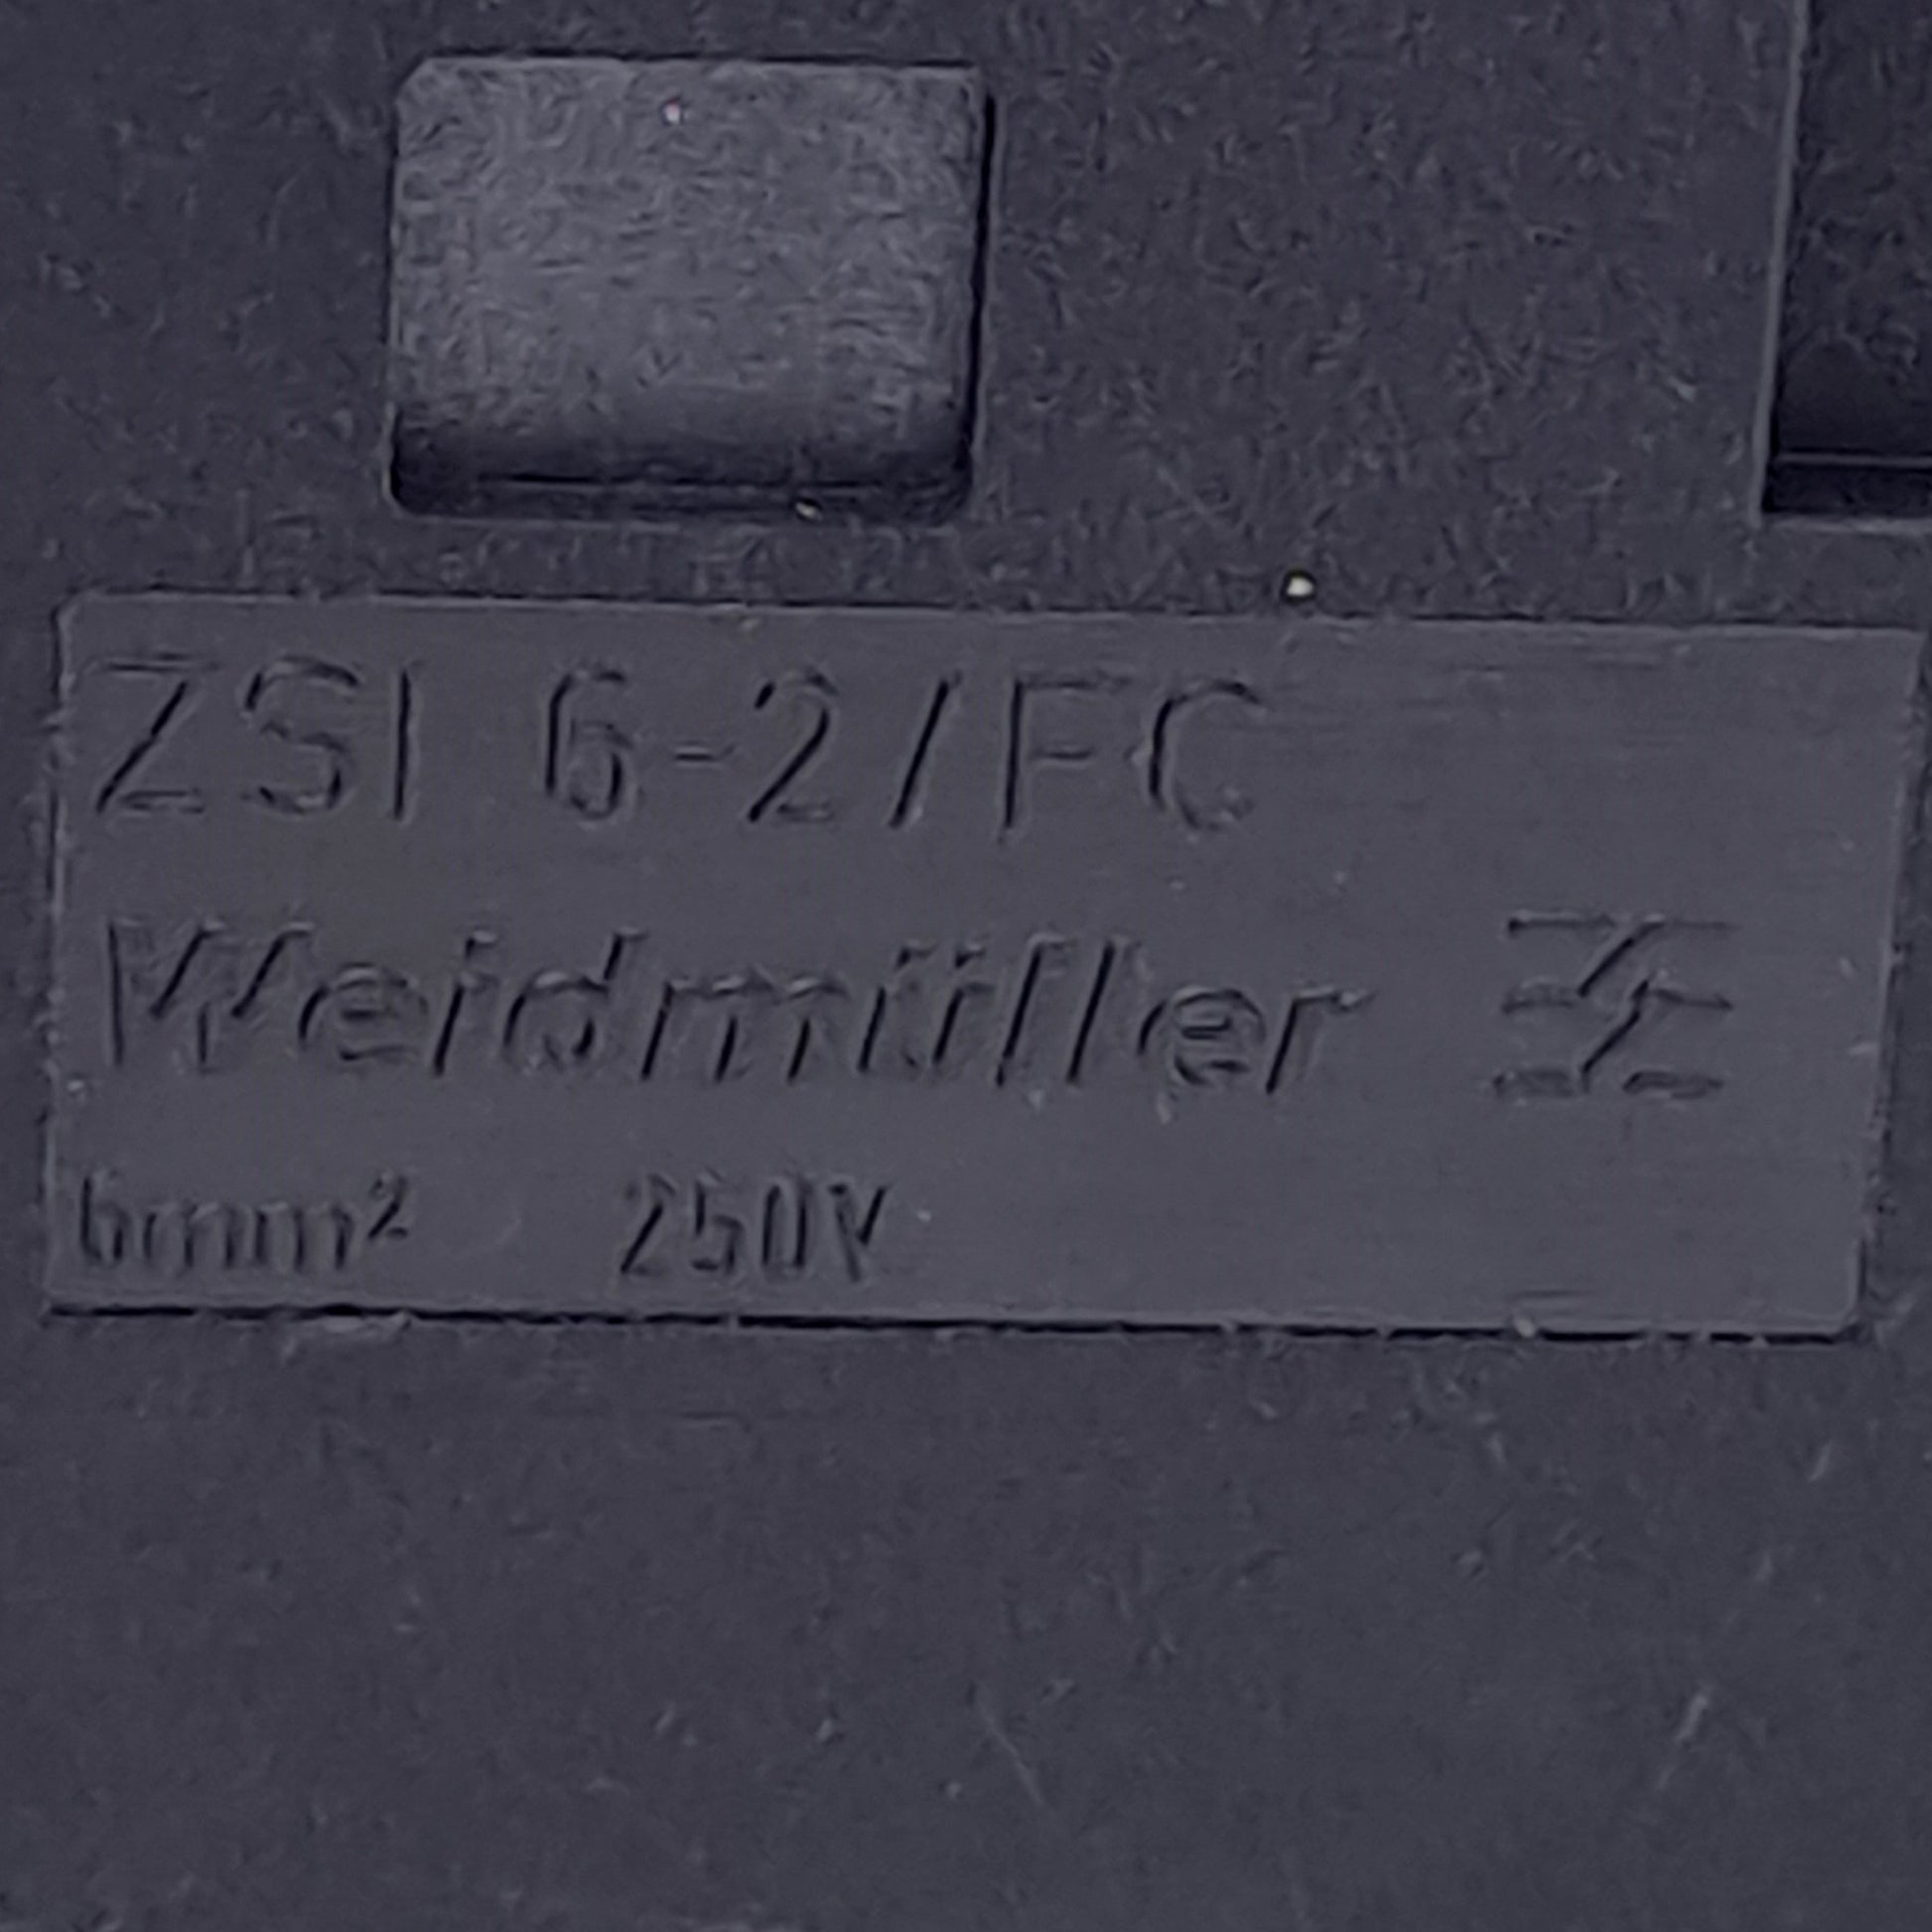 ZSI 6-2/FC
Weidmüller
6mm² 250V